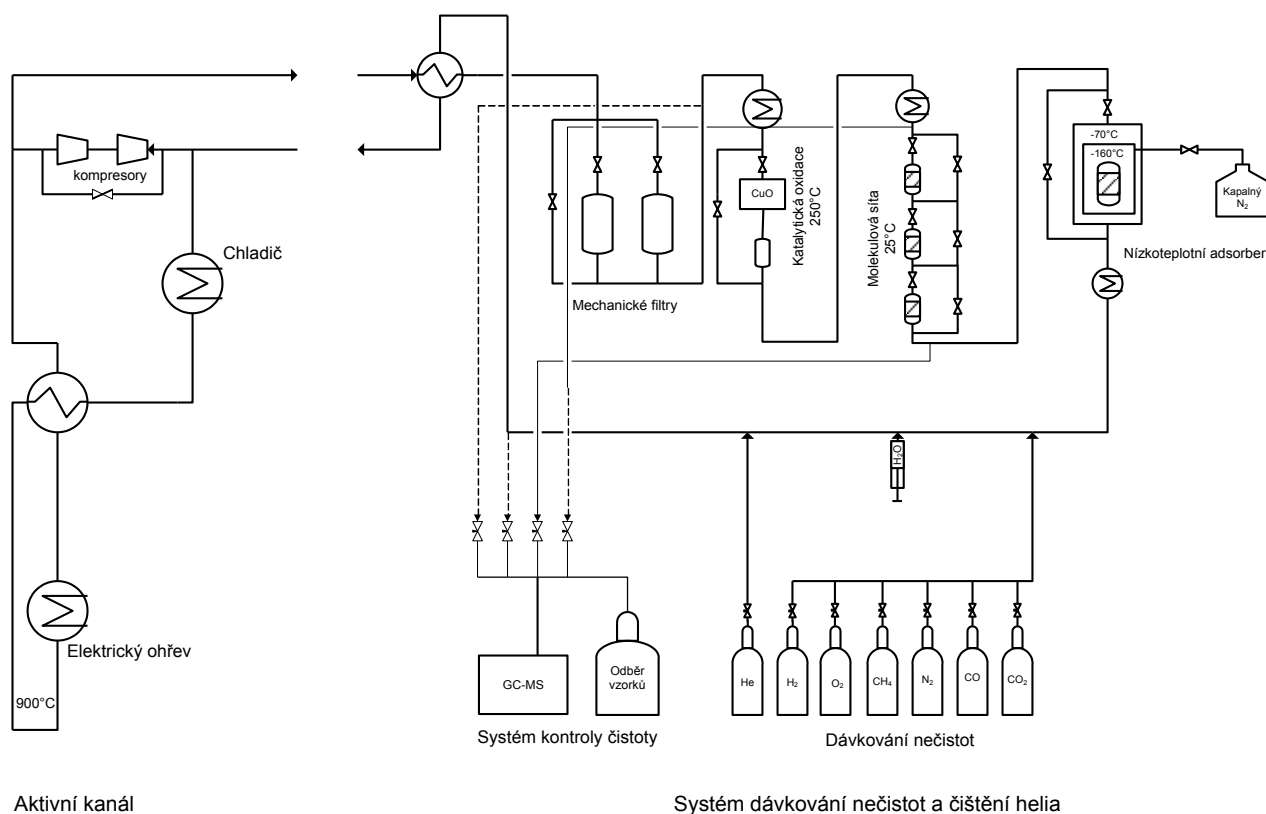 kompresory
Chladič
Elektrický ohřev
900°C
Mechanické filtry
CuO
Katalytická oxidace
250°C
Molekulová síta
25°C
-70°C
-160°C
Kapalný
N₂
Nízkoteplotní adsorber
H₂O
GC-MS
Odběr
vzorků
He
H₂
O₂
CH₄
N₂
CO
CO₂
Systém kontroly čistoty
Dávkování nečistot
Aktivní kanál
Systém dávkování nečistot a čištění helia